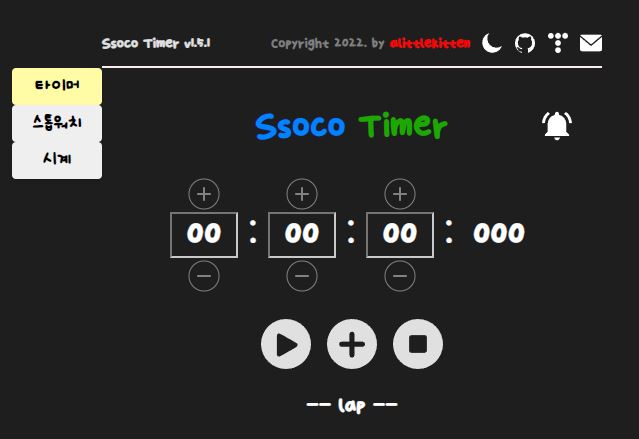 Ssoco Timer v1.5.1
Copyright 2022. by alittlekitten
타이머
스톱워치
시계
Ssoco Timer
00 : 00 : 00 : 000
-- lap --